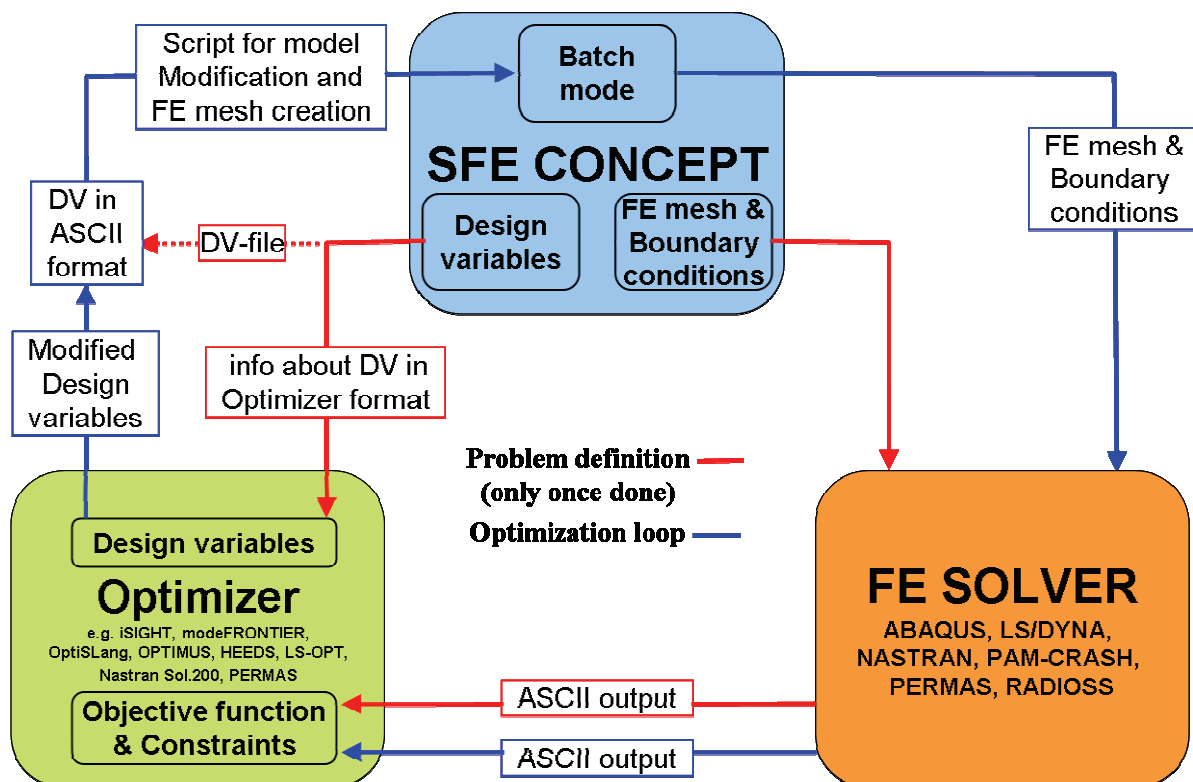 Script for model
Modification and
FE mesh creation
Batch
mode
SFE CONCEPT
Design
variables
FE mesh &
Boundary
conditions
FE mesh &
Boundary
conditions
DV in
ASCII
format
DV-file
Modified
Design
variables
info about DV in
Optimizer format
Problem definition
(only once done)
Optimization loop
Design variables
Optimizer
e.g. iSIGHT, modeFRONTIER,
OptiSLang, OPTIMUS, HEEDS, LS-OPT,
Nastran Sol.200, PERMAS
Objective function
& Constraints
ASCII output
ASCII output
FE SOLVER
ABAQUS, LS/DYNA,
NASTRAN, PAM-CRASH,
PERMAS, RADIOSS